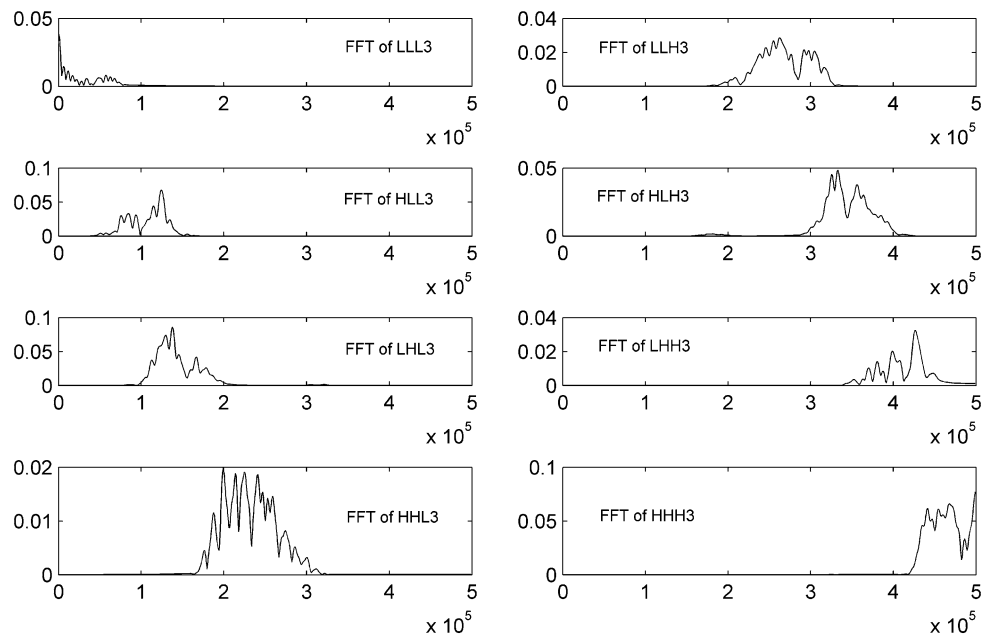 0.05
0
FFT of LLL3
0 1 2 3 4 5
x 10^5
0.04
0.02
0
FFT of LLH3
0 1 2 3 4 5
x 10^5
0.1
0.05
0
FFT of HLL3
0 1 2 3 4 5
x 10^5
0.05
0
FFT of HLH3
0 1 2 3 4 5
x 10^5
0.1
0.05
0
FFT of LHL3
0 1 2 3 4 5
x 10^5
0.04
0.02
0
FFT of LHH3
0 1 2 3 4 5
x 10^5
0.02
0.01
0
FFT of HHL3
0 1 2 3 4 5
x 10^5
0.1
0.05
0
FFT of HHH3
0 1 2 3 4 5
x 10^5